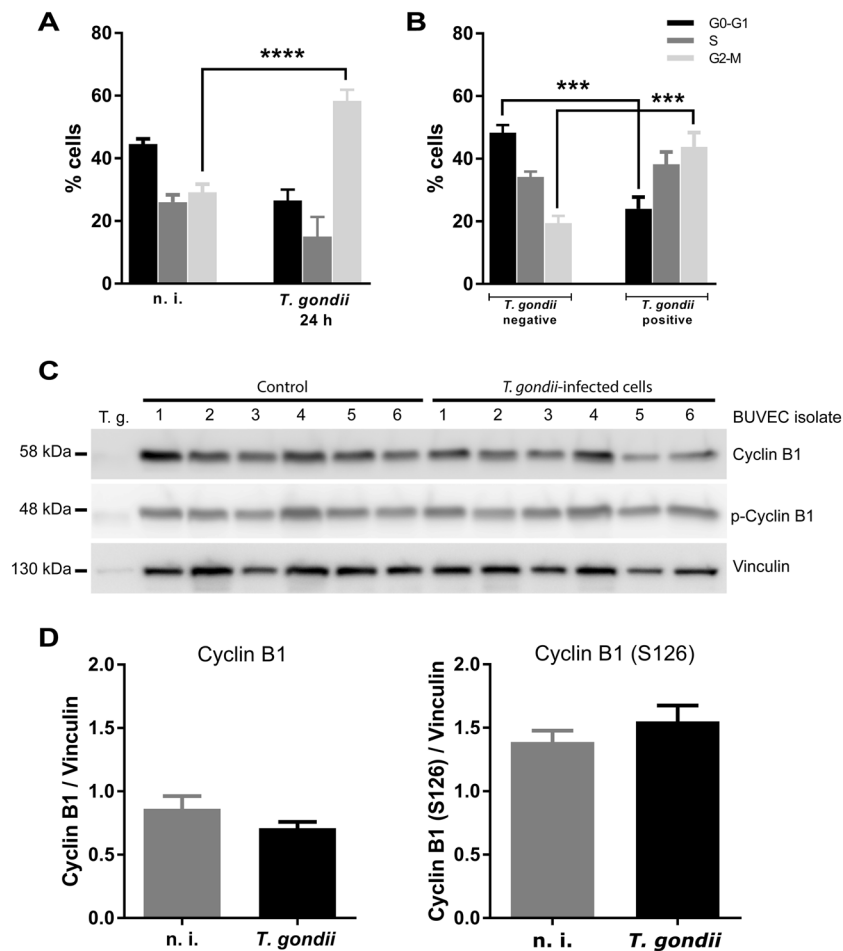 A
% cells
80
60
40
20
0
****
n. i.
T. gondii
24 h
B
G0-G1
S
G2-M
% cells
80
60
40
20
0
***
***
T. gondii
negative
T. gondii
positive
C
Control
T. gondii-infected cells
T. g. 1 2 3 4 5 6 1 2 3 4 5 6 BUVEC isolate
58 kDa Cyclin B1
48 kDa p-Cyclin B1
130 kDa Vinculin
D
Cyclin B1
Cyclin B1 / Vinculin
2.0
1.5
1.0
0.5
0.0
n. i. T. gondii
Cyclin B1 (S126)
Cyclin B1 (S126) / Vinculin
2.0
1.5
1.0
0.5
0.0
n. i. T. gondii